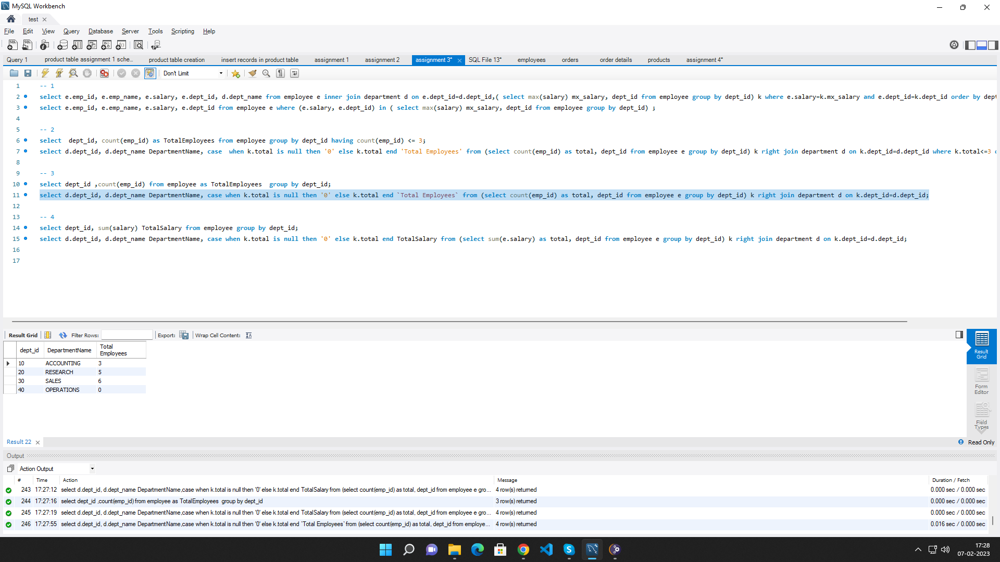 MySQL Workbench
test
File Edit View Query Database Server Tools Scripting Help
Query 1 product table assignment 1 sche... product table creation insert records in product table assignment 1 assignment 2 assignment 3* SQL File 13* employees orders order details products assignment 4*
Don't Limit
1 -- 1
2 select e.emp_id, e.emp_name, e.salary, e.dept_id, d.dept_name from employee e inner join department d on e.dept_id=d.dept_id,( select max(salary) mx_salary, dept_id from employee group by dept_id) k where e.salary=k.mx_salary and e.dept_id=k.dept_id order by dept
3 select e.emp_id, e.emp_name, e.salary, e.dept_id from employee e where (e.salary, e.dept_id) in ( select max(salary) mx_salary, dept_id from employee group by dept_id) ;
4
5 -- 2
6 select  dept_id, count(emp_id) as TotalEmployees from employee group by dept_id having count(emp_id) <= 3;
7 select d.dept_id, d.dept_name DepartmentName, case  when k.total is null then '0' else k.total end 'Total Employees' from (select count(emp_id) as total, dept_id from employee e group by dept_id) k right join department d on k.dept_id=d.dept_id where k.total<=3
8
9 -- 3
10 select dept_id ,count(emp_id) from employee as TotalEmployees  group by dept_id;
11 select d.dept_id, d.dept_name DepartmentName, case when k.total is null then '0' else k.total end `Total Employees` from (select count(emp_id) as total, dept_id from employee e group by dept_id) k right join department d on k.dept_id=d.dept_id;
12
13 -- 4
14 select dept_id, sum(salary) TotalSalary from employee group by dept_id;
15 select d.dept_id, d.dept_name DepartmentName, case when k.total is null then '0' else k.total end TotalSalary from (select sum(e.salary) as total, dept_id from employee e group by dept_id) k right join department d on k.dept_id=d.dept_id;
16
17
Result Grid Filter Rows: Export: Wrap Cell Content:
dept_id DepartmentName Total Employees
10 ACCOUNTING 3
20 RESEARCH 5
30 SALES 6
40 OPERATIONS 0
Result Grid
Form Editor
Field Types
Result 22 Read Only
Output
Action Output
# Time Action Message Duration / Fetch
243 17:27:12 select d.dept_id, d.dept_name DepartmentName,case when k.total is null then '0' else k.total end TotalSalary from (select count(emp_id) as total, dept_id from employee e gro... 4 row(s) returned 0.000 sec / 0.000 sec
244 17:27:16 select dept_id ,count(emp_id) from employee as TotalEmployees  group by dept_id 3 row(s) returned 0.000 sec / 0.000 sec
245 17:27:19 select d.dept_id, d.dept_name DepartmentName,case when k.total is null then '0' else k.total end TotalSalary from (select count(emp_id) as total, dept_id from employee e gro... 4 row(s) returned 0.000 sec / 0.000 sec
246 17:27:55 select d.dept_id, d.dept_name DepartmentName,case when k.total is null then '0' else k.total end `Total Employees` from (select count(emp_id) as total, dept_id from employe... 4 row(s) returned 0.016 sec / 0.000 sec
17:28
07-02-2023